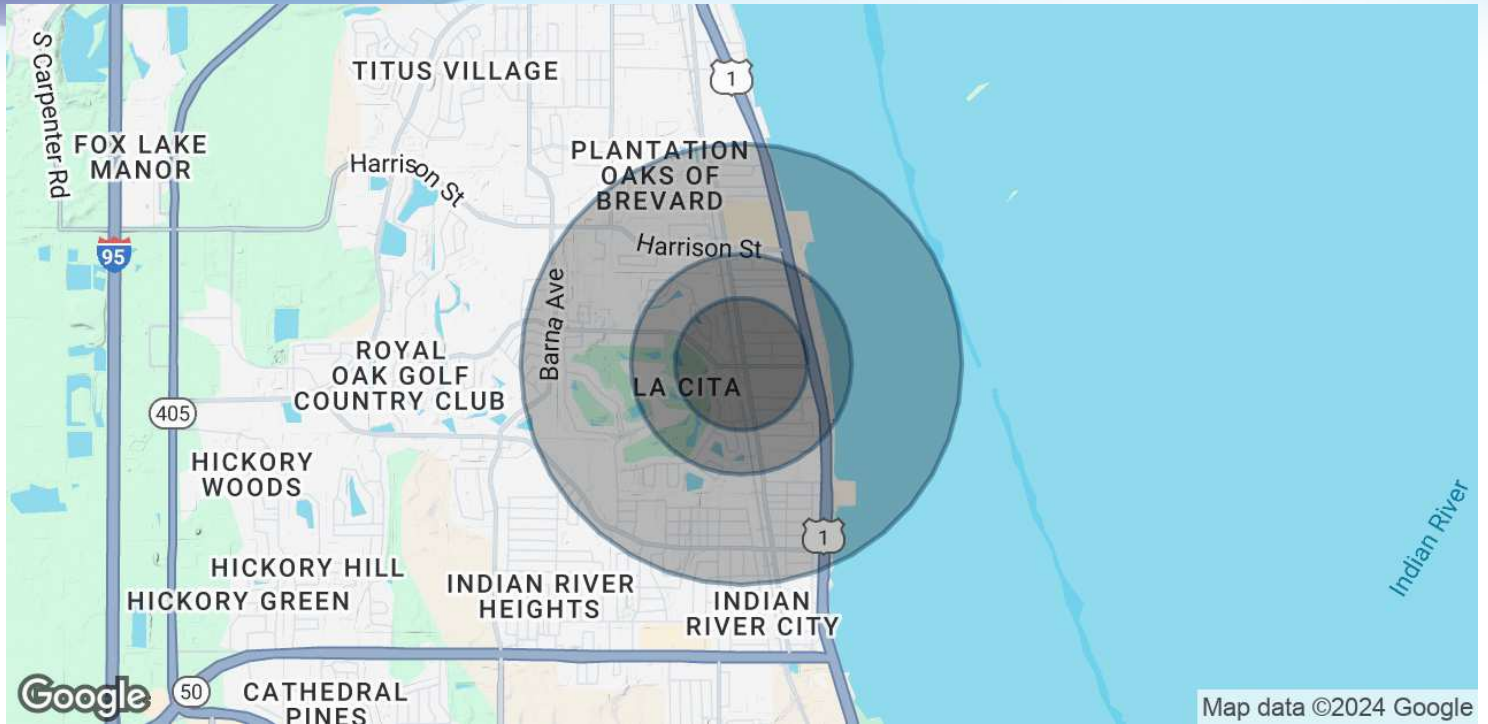 S Carpenter Rd
TITUS VILLAGE
1
FOX LAKE
MANOR
Harrison St
PLANTATION
OAKS OF
BREVARD
Harrison St
95
Barna Ave
ROYAL
OAK GOLF
COUNTRY CLUB
LA CITA
405
HICKORY
WOODS
1
Indian River
HICKORY HILL
HICKORY GREEN
INDIAN RIVER
HEIGHTS
INDIAN
RIVER CITY
Google
50
CATHEDRAL
PINES
Map data ©2024 Google